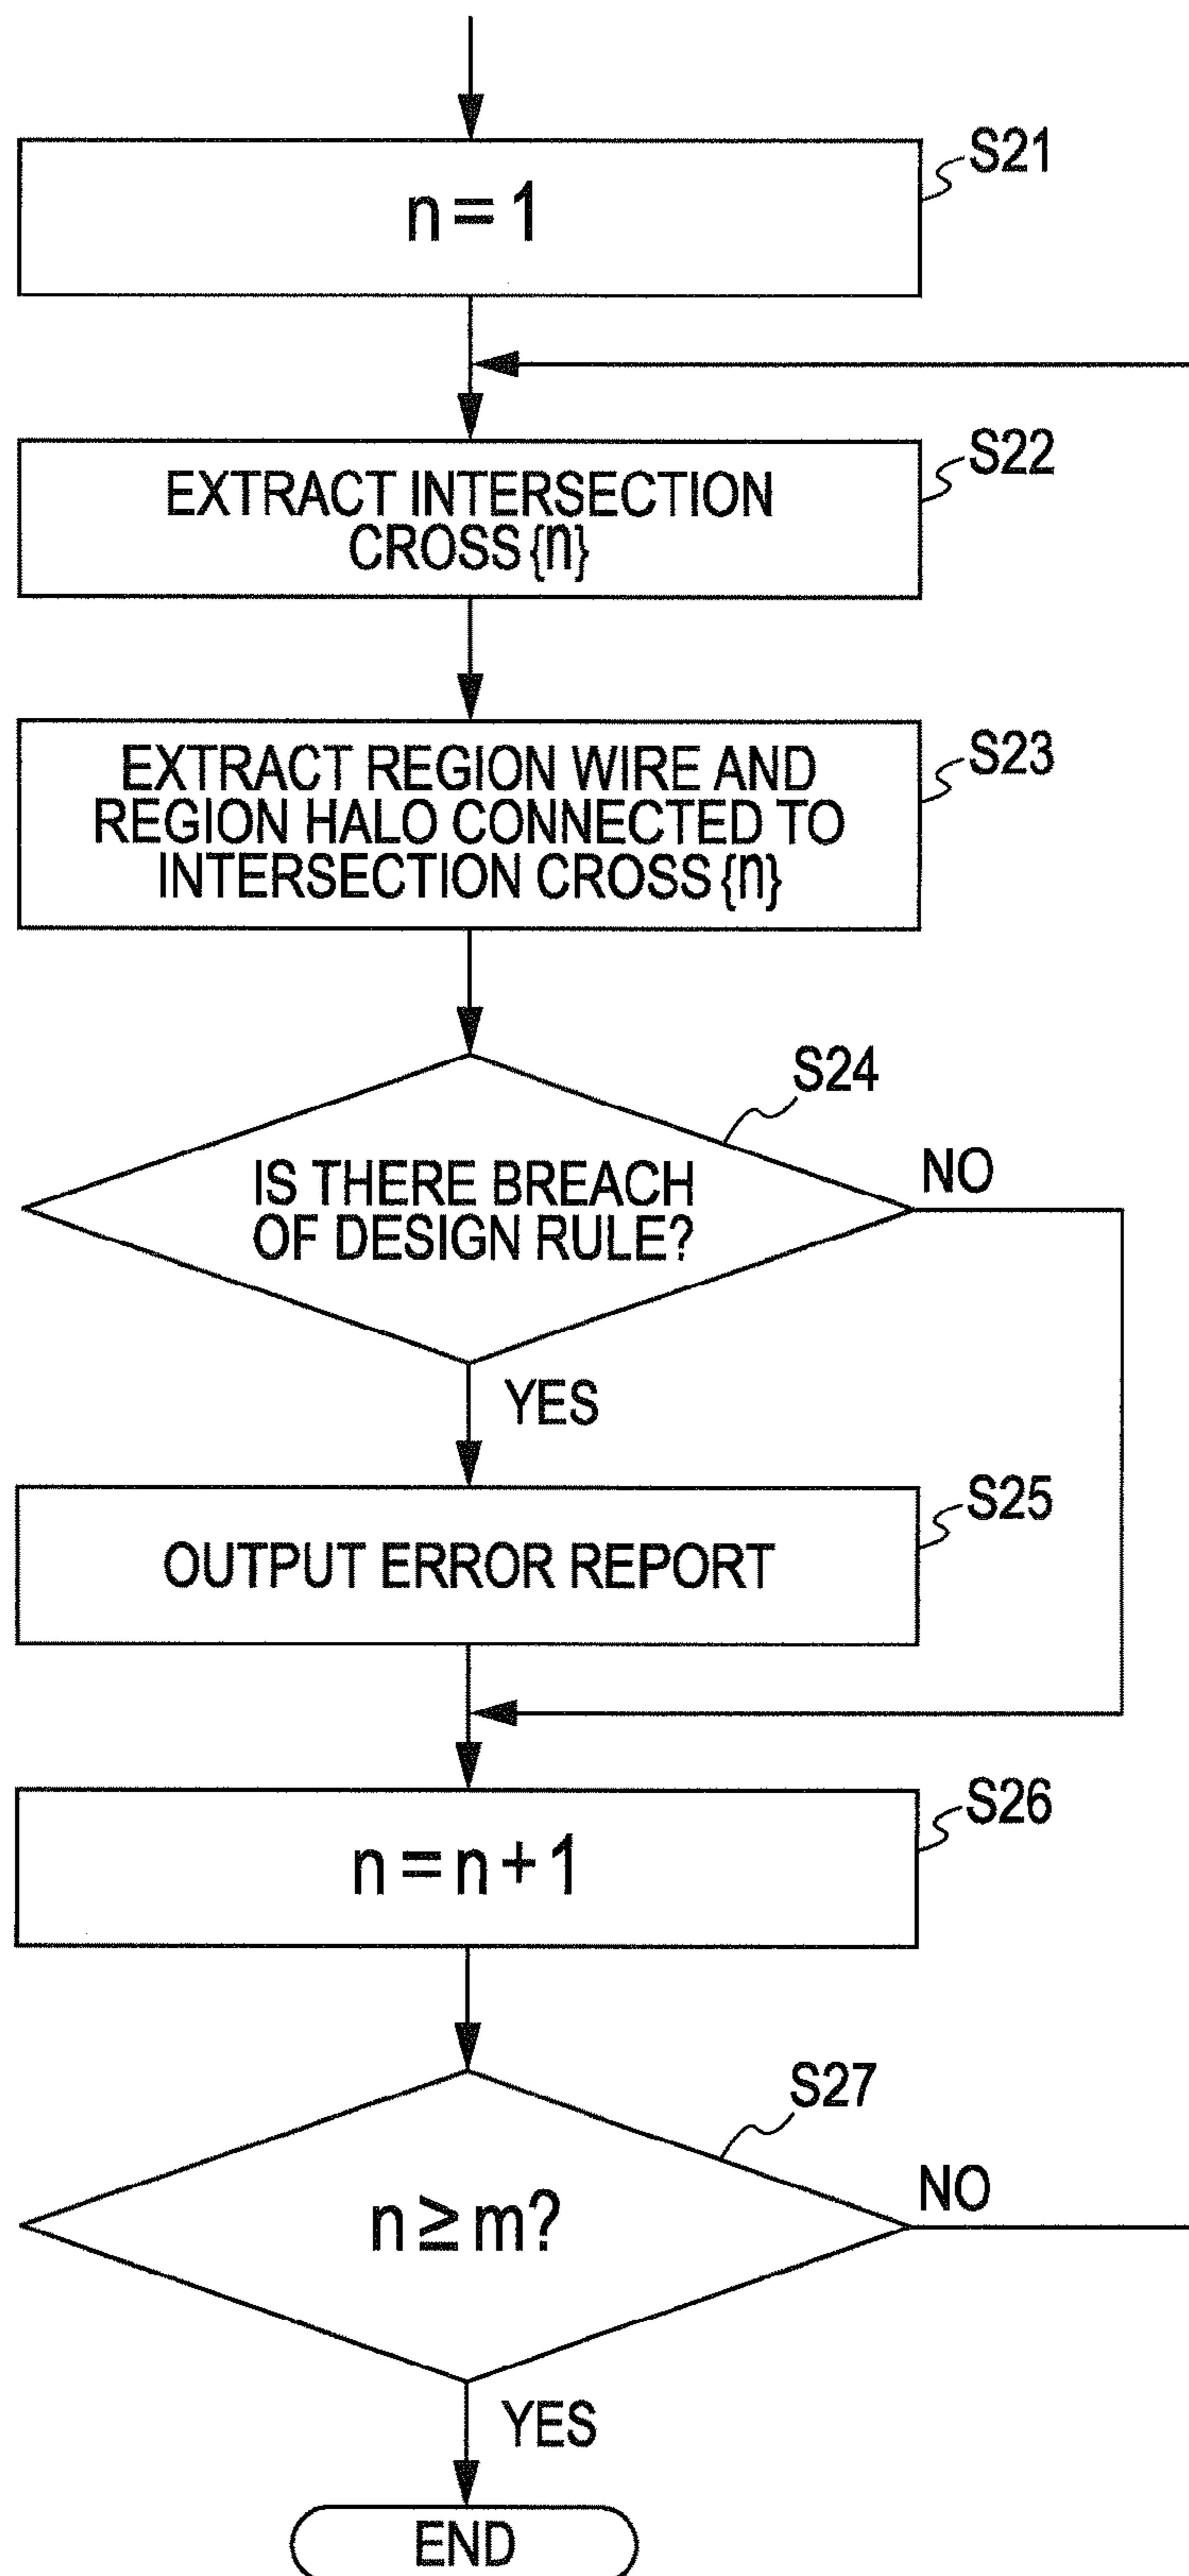 S21
n = 1
S22
EXTRACT INTERSECTION
CROSS {n}
S23
EXTRACT REGION WIRE AND
REGION HALO CONNECTED TO
INTERSECTION CROSS {n}
S24
IS THERE BREACH
OF DESIGN RULE?
NO
YES
S25
OUTPUT ERROR REPORT
S26
n = n + 1
S27
n ≥ m?
NO
YES
END